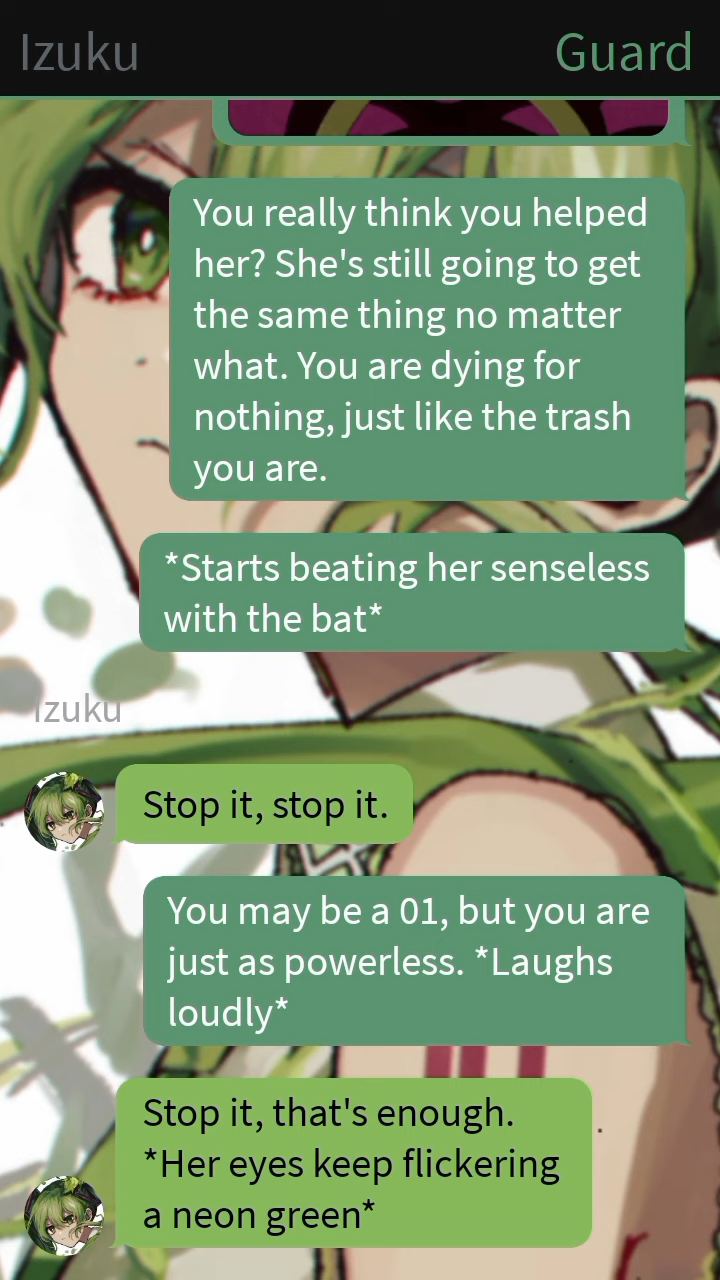 Izuku
Guard
You really think you helped
her? She's still going to get
the same thing no matter
what. You are dying for
nothing, just like the trash
you are.
*Starts beating her senseless
with the bat*
Izuku
Stop it, stop it.
You may be a 01, but you are
just as powerless. *Laughs
loudly*
Stop it, that's enough.
*Her eyes keep flickering
a neon green*